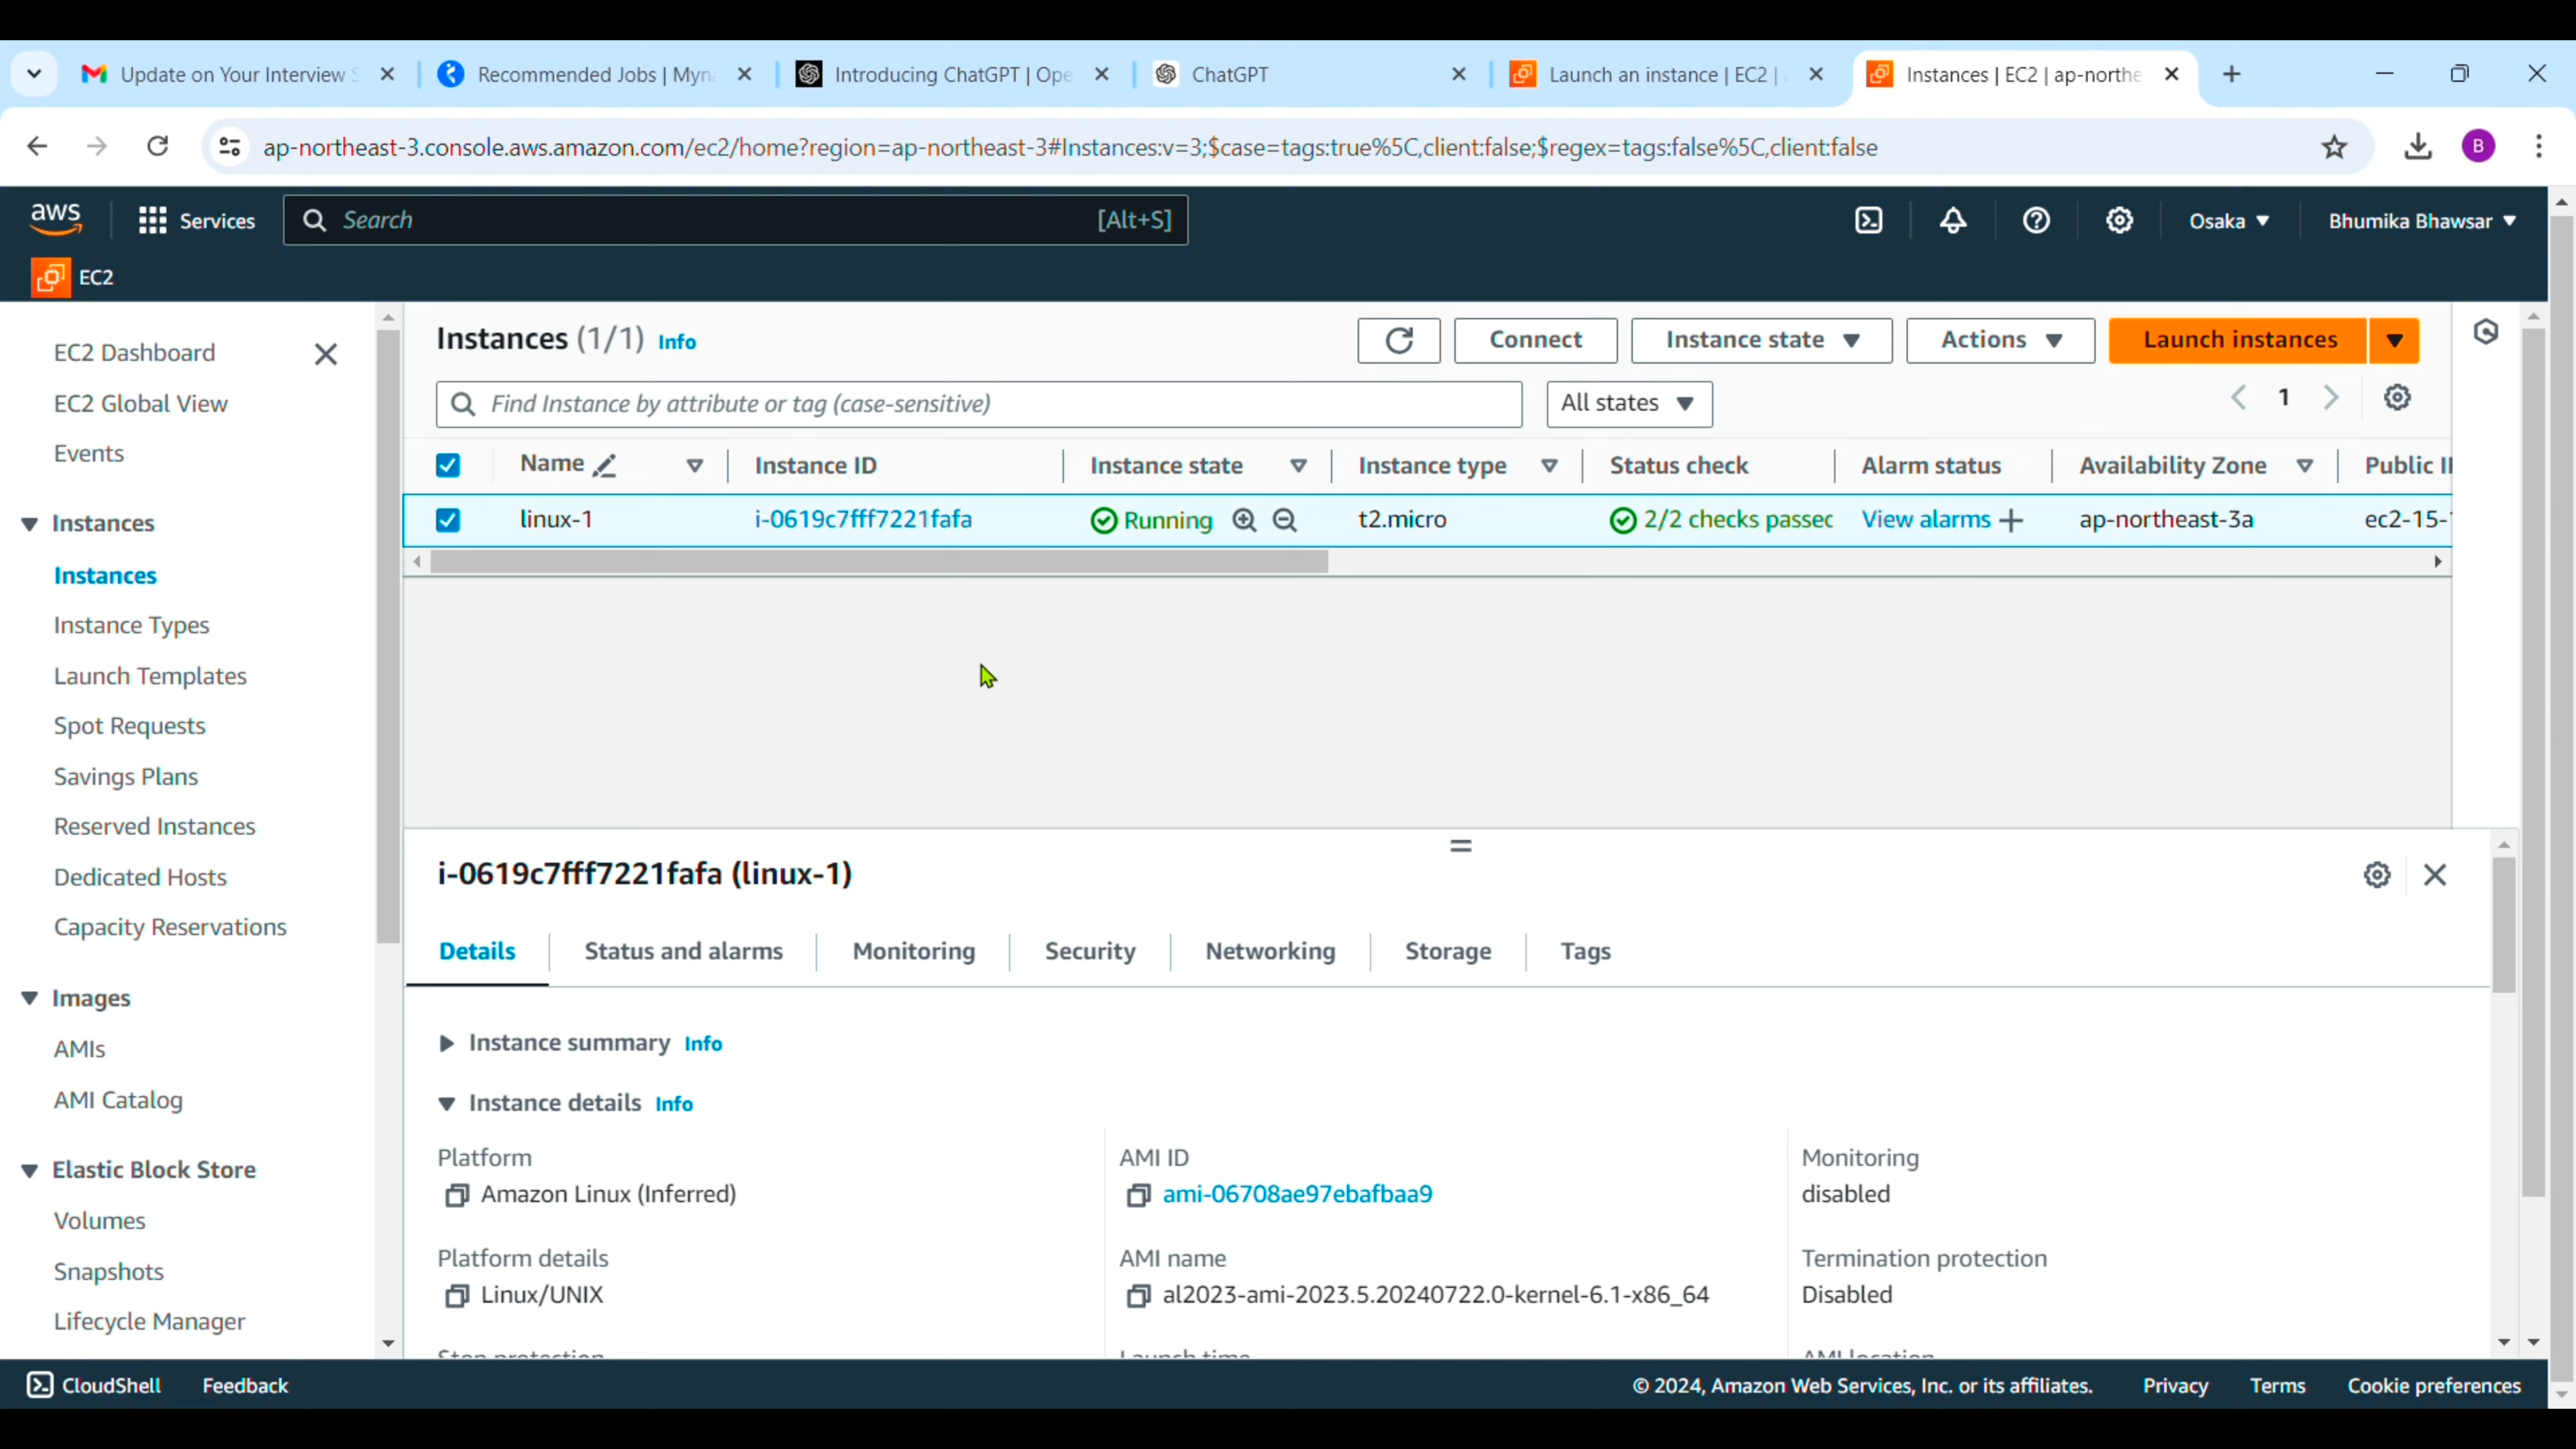 Update on Your Interview S
Recommended Jobs | Myna
Introducing ChatGPT | Ope
ChatGPT
Launch an instance | EC2 |
Instances | EC2 | ap-northe
ap-northeast-3.console.aws.amazon.com/ec2/home?region=ap-northeast-3#Instances:v=3;$case=tags:true%5C,client:false;$regex=tags:false%5C,client:false
B
aws Services Search [Alt+S] Osaka Bhumika Bhawsar
EC2
EC2 Dashboard
EC2 Global View
Events
Instances
Instances
Instance Types
Launch Templates
Spot Requests
Savings Plans
Reserved Instances
Dedicated Hosts
Capacity Reservations
Images
AMIs
AMI Catalog
Elastic Block Store
Volumes
Snapshots
Lifecycle Manager
Instances (1/1) Info
Connect
Instance state
Actions
Launch instances
Find Instance by attribute or tag (case-sensitive)
All states
1
Name Instance ID Instance state Instance type Status check Alarm status Availability Zone Public
linux-1 i-0619c7fff7221fafa Running t2.micro 2/2 checks passed View alarms + ap-northeast-3a ec2-15-
i-0619c7fff7221fafa (linux-1)
Details Status and alarms Monitoring Security Networking Storage Tags
Instance summary Info
Instance details Info
Platform
Amazon Linux (Inferred)
AMI ID
ami-06708ae97ebafbaa9
Monitoring
disabled
Platform details
Linux/UNIX
AMI name
al2023-ami-2023.5.20240722.0-kernel-6.1-x86_64
Termination protection
Disabled
Stop protection
Launch time
AMI location
CloudShell Feedback © 2024, Amazon Web Services, Inc. or its affiliates. Privacy Terms Cookie preferences